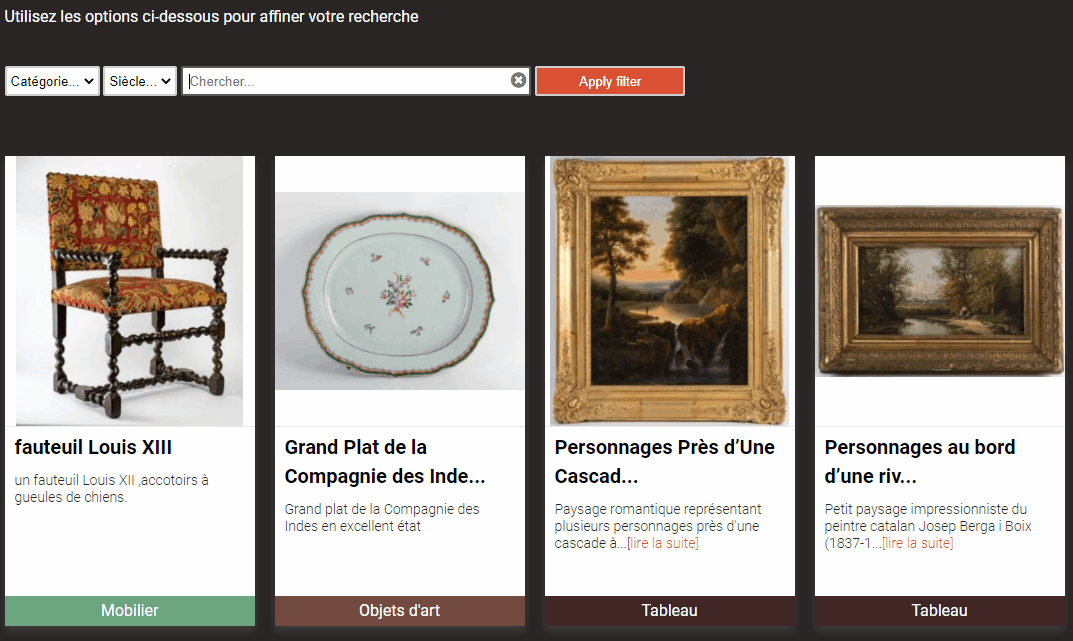 Utilisez les options ci-dessous pour affiner votre recherche
Catégorie... Siècle... Chercher... Apply filter
fauteuil Louis XIII
un fauteuil Louis XII ,accotoirs à
gueules de chiens.
Mobilier
Grand Plat de la
Compagnie des Inde...
Grand plat de la Compagnie des
Indes en excellent état
Objets d'art
Personnages Près d’Une
Cascad...
Paysage romantique représentant
plusieurs personnages près d'une
cascade à...[lire la suite]
Tableau
Personnages au bord
d’une riv...
Petit paysage impressionniste du
peintre catalan Josep Berga i Boix
(1837-1...[lire la suite]
Tableau